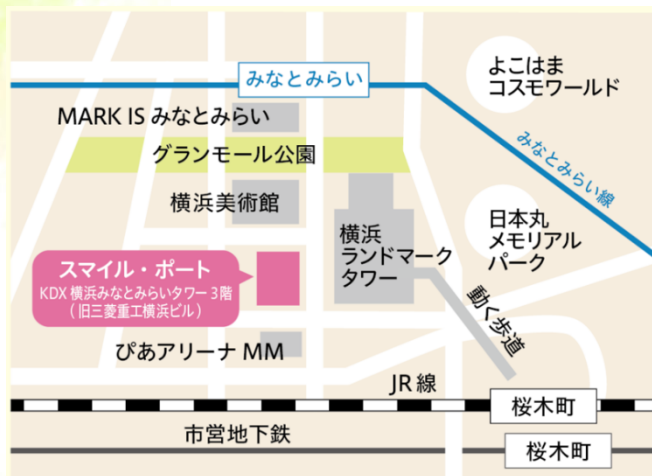 みなとみらい
よこはま
コスモワールド
MARK IS みなとみらい
みなとみらい線
グランモール公園
横浜美術館
横浜
ランドマーク
タワー
日本丸
メモリアル
パーク
スマイル・ポート
KDX 横浜みなとみらいタワー 3階
(旧三菱重工横浜ビル)
動く歩道
ぴあアリーナ MM
JR 線
桜木町
市営地下鉄
桜木町